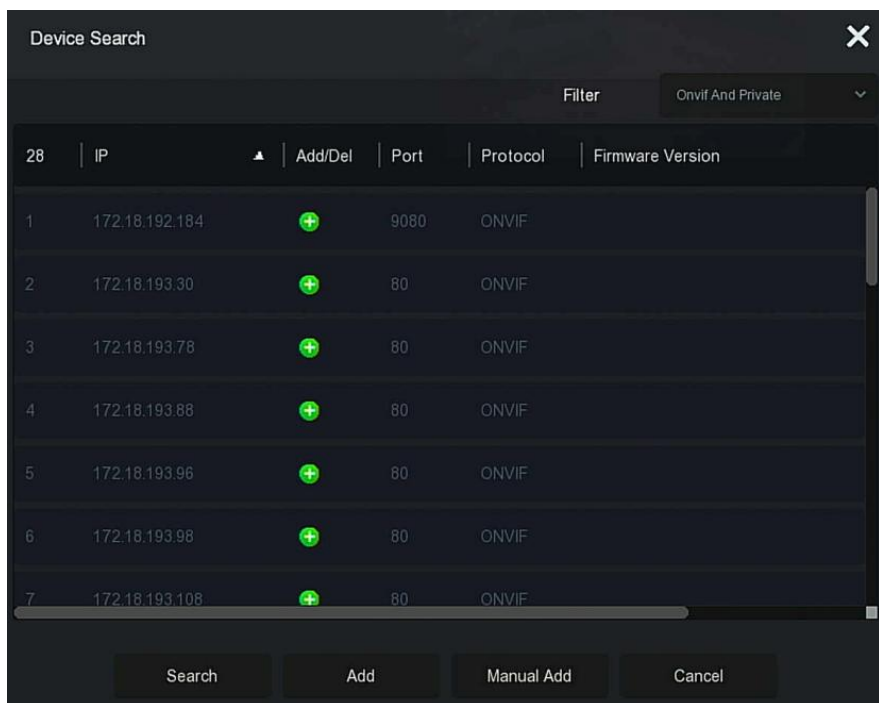 Device Search
Filter Onvif And Private
28 IP Add/Del Port Protocol Firmware Version
1 172.18.192.184 9080 ONVIF
2 172.18.193.30 80 ONVIF
3 172.18.193.78 80 ONVIF
4 172.18.193.88 80 ONVIF
5 172.18.193.96 80 ONVIF
6 172.18.193.98 80 ONVIF
7 172.18.193.108 80 ONVIF
Search Add Manual Add Cancel